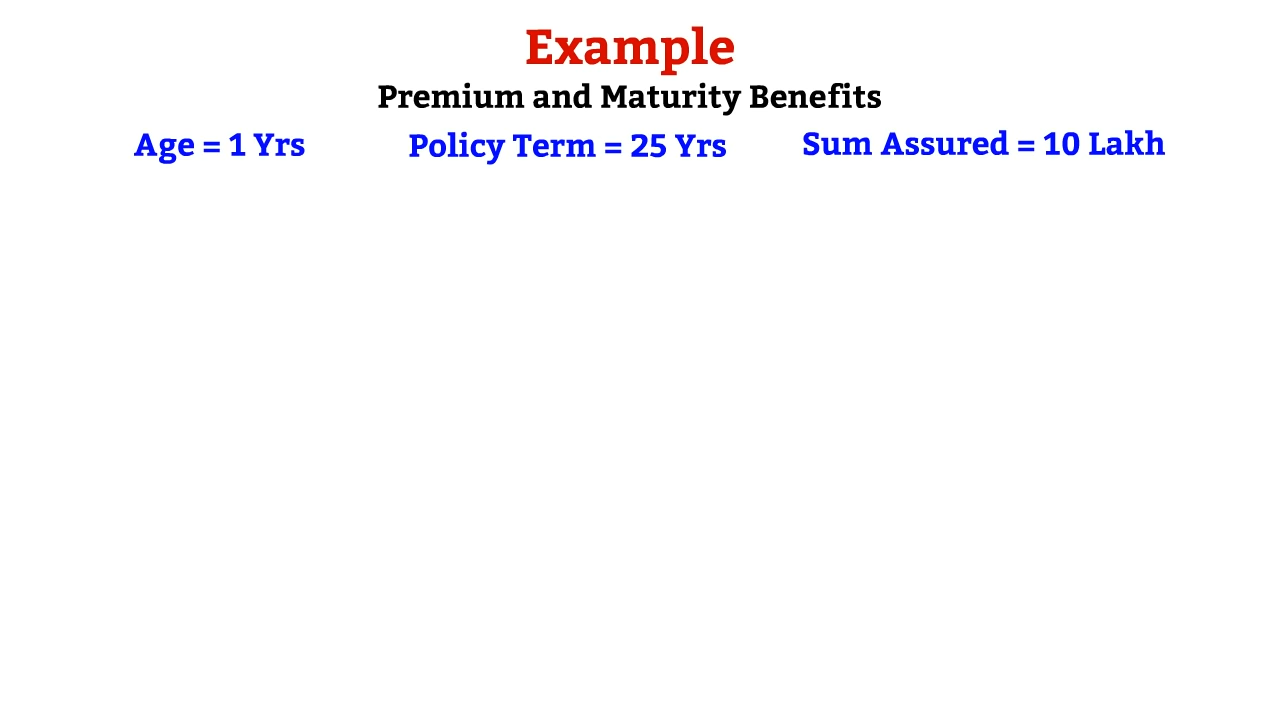 Example
Premium and Maturity Benefits
Age = 1 Yrs Policy Term = 25 Yrs Sum Assured = 10 Lakh